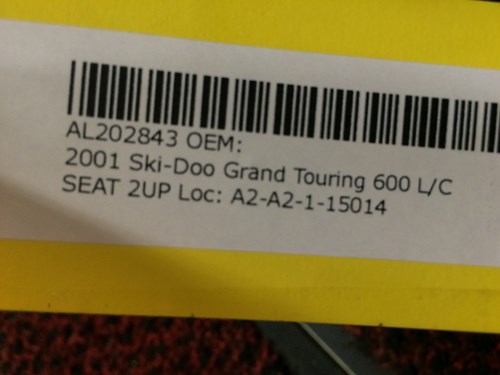 AL202843 OEM:
2001 Ski-Doo Grand Touring 600 L/C
SEAT 2UP Loc: A2-A2-1-15014